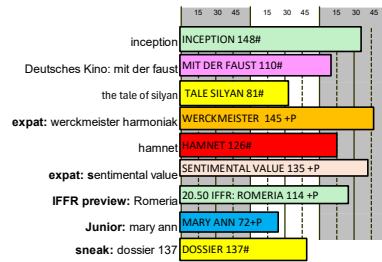 15 30 45 15 30 45 15 30 45
inception INCEPTION 148#
Deutsches Kino: mit der faust MIT DER FAUST 110#
the tale of silyan TALE SILYAN 81#
expat: werckmeister harmoniak WERCKMEISTER 145 +P
hamnet HAMNET 126#
expat: sentimental value SENTIMENTAL VALUE 135 +P
IFFR preview: Romeria 20.50 IFFR: ROMERIA 114 +P
Junior: mary ann MARY ANN 72+P
sneak: dossier 137 DOSSIER 137#